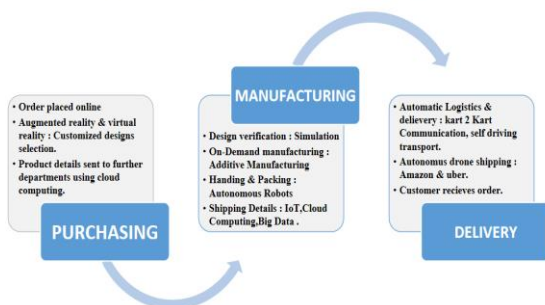 • Order placed online
• Augmented reality & virtual
reality : Customized designs
selection.
• Product details sent to further
departments using cloud
computing.
PURCHASING
MANUFACTURING
• Design verification : Simulation
• On-Demand manufacturing :
Additive Manufacturing
• Handing & Packing :
Autonomous Robots
• Shipping Details : IoT,Cloud
Computing,Big Data .
• Automatic Logistics &
delievery : kart 2 Kart
Communication, self driving
transport.
• Autonomus drone shipping :
Amazon & uber.
• Customer recieves order.
DELIVERY